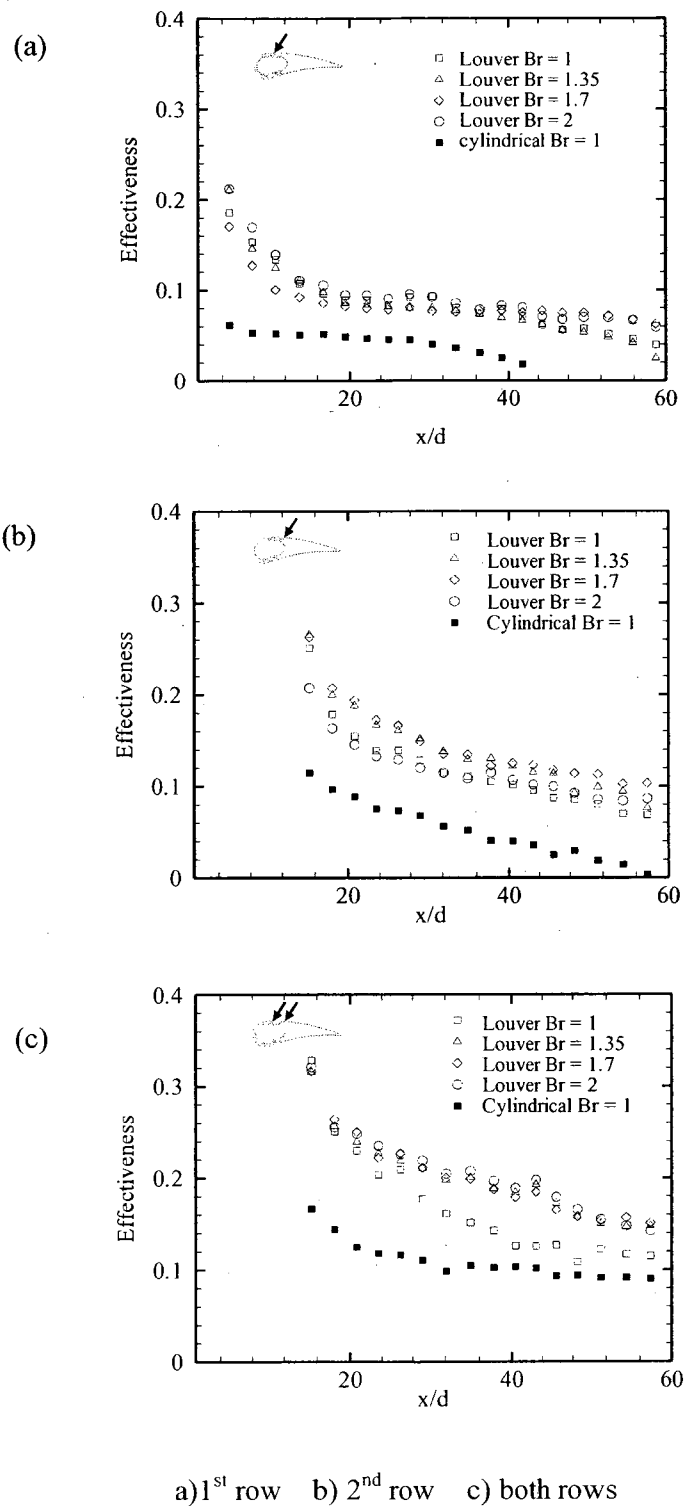 (a)
0.4
0.3
0.2
0.1
0
Effectiveness
Louver Br = 1
Louver Br = 1.35
Louver Br = 1.7
Louver Br = 2
cylindrical Br = 1
20
40
60
x/d
(b)
0.4
0.3
0.2
0.1
0
Effectiveness
Louver Br = 1
Louver Br = 1.35
Louver Br = 1.7
Louver Br = 2
Cylindrical Br = 1
20
40
60
x/d
(c)
0.4
0.3
0.2
0.1
0
Effectiveness
Louver Br = 1
Louver Br = 1.35
Louver Br = 1.7
Louver Br = 2
Cylindrical Br = 1
20
40
60
x/d
a)1st row b) 2nd row c) both rows